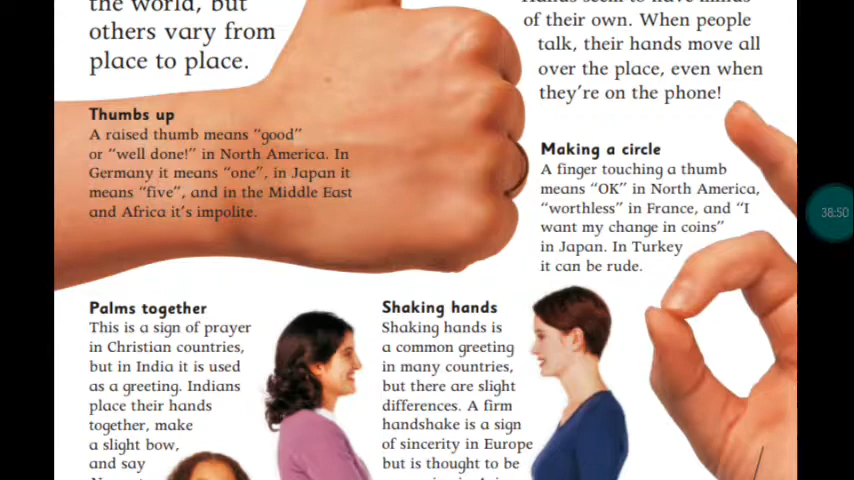 the world, but
others vary from
place to place.
of their own. When people
talk, their hands move all
over the place, even when
they're on the phone!
Thumbs up
A raised thumb means "good"
or "well done!" in North America. In
Germany it means "one", in Japan it
means "five", and in the Middle East
and Africa it's impolite.
Making a circle
A finger touching a thumb
means "OK" in North America,
"worthless" in France, and "I
want my change in coins"
in Japan. In Turkey
it can be rude.
38:50
Palms together
This is a sign of prayer
in Christian countries,
but in India it is used
as a greeting. Indians
place their hands
together, make
a slight bow,
and say
Shaking hands
Shaking hands is
a common greeting
in many countries,
but there are slight
differences. A firm
handshake is a sign
of sincerity in Europe
but is thought to be